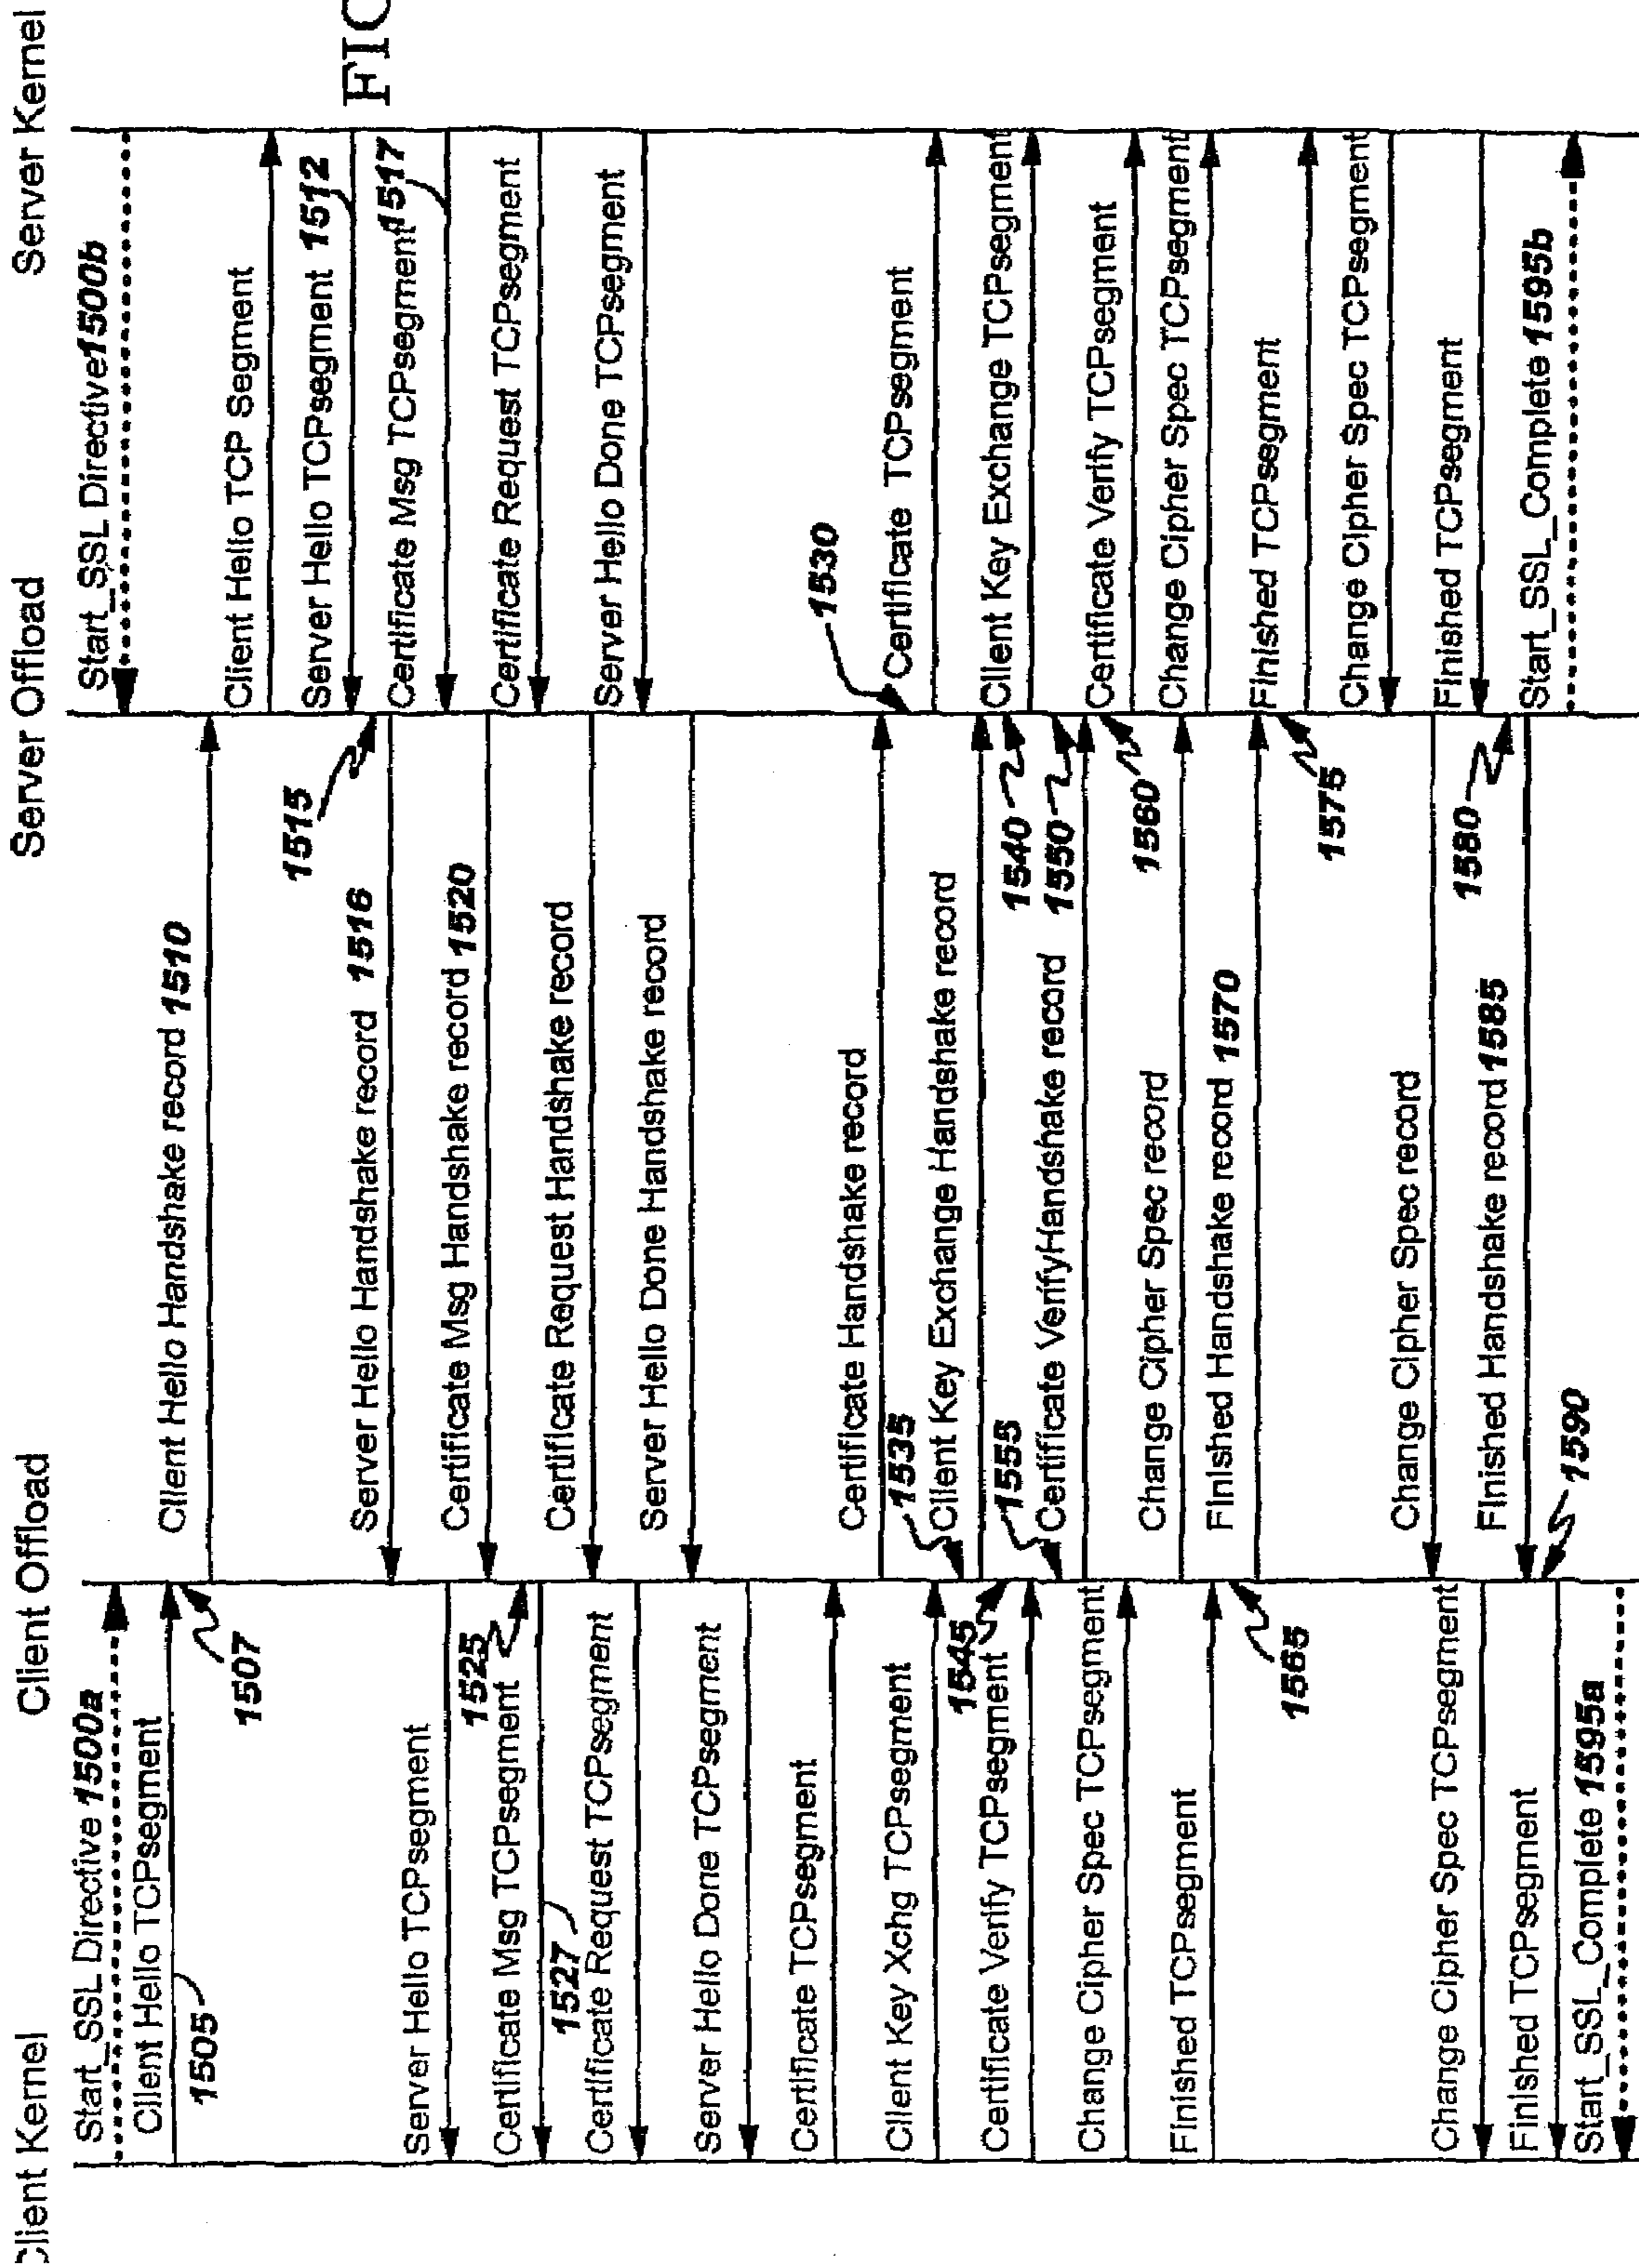 Client Kernel
Client Offload
Server Offload
Server Kernel
FIG
Start_SSL Directive 1500a
Client Hello TCPsegment
1505
1507
Server Hello TCPsegment
1525
Certificate Msg TCPsegment
1527
Certificate Request TCPsegment
Server Hello Done TCPsegment
Certificate TCPsegment
Client Key Xchg TCPsegment
1545
Certificate Verify TCPsegment
Change Cipher Spec TCPsegment
Finished TCPsegment
1565
Change Cipher Spec TCPsegment
Finished TCPsegment
Start_SSL_Complete 1595a
Client Hello Handshake record 1510
1515
Server Hello Handshake record 1516
Certificate Msg Handshake record 1520
Certificate Request Handshake record
Server Hello Done Handshake record
Certificate Handshake record
1535
Client Key Exchange Handshake record
1540
1555
1550
Certificate VerifyHandshake record
1560
Change Cipher Spec record
Finished Handshake record 1570
1575
Change Cipher Spec record
1580
Finished Handshake record 1585
1590
Start_SSL Directive1500b
Client Hello TCP Segment
Server Hello TCPsegment 1512
Certificate Msg TCPsegment1517
Certificate Request TCPsegment
Server Hello Done TCPsegment
1530
Certificate TCPsegment
Client Key Exchange TCPsegment
Certificate Verify TCPsegment
Change Cipher Spec TCPsegment
Finished TCPsegment
Change Cipher Spec TCPsegment
Finished TCPsegment
Start_SSL_Complete 1595b